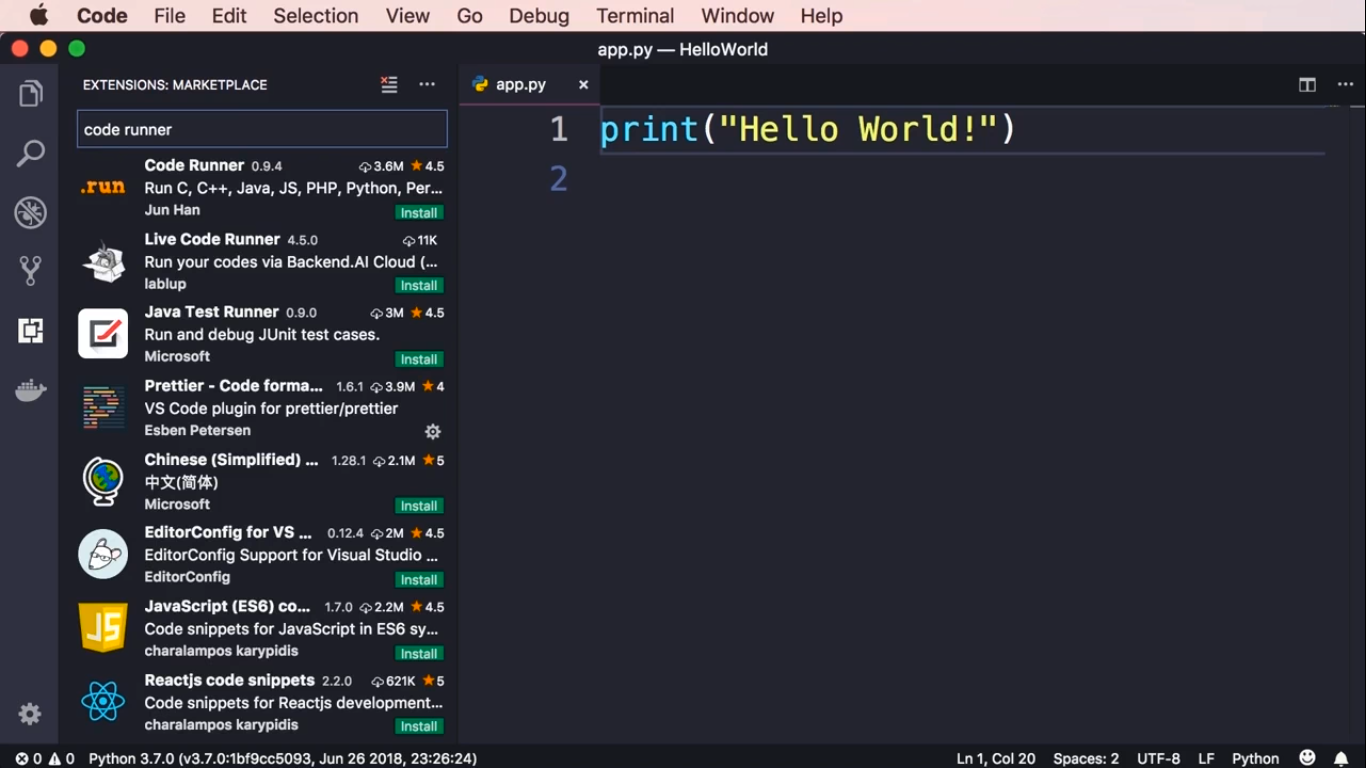 Code File Edit Selection View Go Debug Terminal Window Help
app.py — HelloWorld
EXTENSIONS: MARKETPLACE
code runner
.run
Code Runner 0.9.4 3.6M 4.5
Run C, C++, Java, JS, PHP, Python, Per...
Jun Han Install
Live Code Runner 4.5.0 11K
Run your codes via Backend.AI Cloud (...
lablup Install
Java Test Runner 0.9.0 3M 4.5
Run and debug JUnit test cases.
Microsoft Install
Prettier - Code forma... 1.6.1 3.9M 4
VS Code plugin for prettier/prettier
Esben Petersen
Chinese (Simplified) ... 1.28.1 2.1M 5
中文(简体)
Microsoft Install
EditorConfig for VS ... 0.12.4 2M 4.5
EditorConfig Support for Visual Studio ...
EditorConfig Install
JS
JavaScript (ES6) co... 1.7.0 2.2M 4.5
Code snippets for JavaScript in ES6 sy...
charalampos karypidis Install
Reactjs code snippets 2.2.0 621K 5
Code snippets for Reactjs development...
charalampos karypidis Install
app.py ×
1 print("Hello World!")
2
0 0 Python 3.7.0 (v3.7.0:1bf9cc5093, Jun 26 2018, 23:26:24) Ln 1, Col 20 Spaces: 2 UTF-8 LF Python